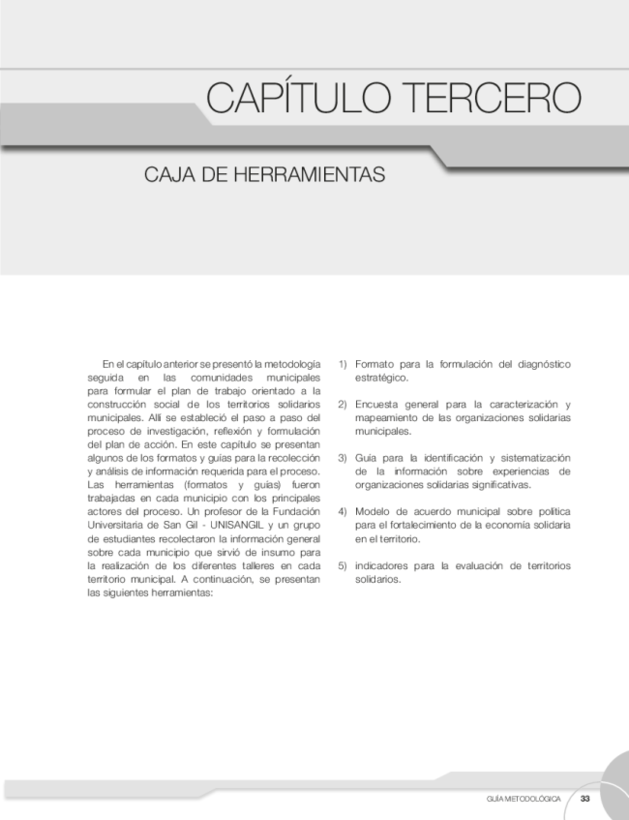 CAPÍTULO TERCERO
CAJA DE HERRAMIENTAS
En el capítulo anterior se presentó la metodología
seguida en las comunidades municipales
para formular el plan de trabajo orientado a la
construcción social de los territorios solidarios
municipales. Allí se estableció el paso a paso del
proceso de investigación, reflexión y formulación
del plan de acción. En este capítulo se presentan
algunos de los formatos y guías para la recolección
y análisis de información requerida para el proceso.
Las herramientas (formatos y guías) fueron
trabajadas en cada municipio con los principales
actores del proceso. Un profesor de la Fundación
Universitaria de San Gil - UNISANGIL y un grupo
de estudiantes recolectaron la información general
sobre cada municipio que sirvió de insumo para
la realización de los diferentes talleres en cada
territorio municipal. A continuación, se presentan
las siguientes herramientas:
1) Formato para la formulación del diagnóstico
estratégico.
2) Encuesta general para la caracterización y
mapeamiento de las organizaciones solidarias
municipales.
3) Guía para la identificación y sistematización
de la información sobre experiencias de
organizaciones solidarias significativas.
4) Modelo de acuerdo municipal sobre política
para el fortalecimiento de la economía solidaria
en el territorio.
5) indicadores para la evaluación de territorios
solidarios.
GUÍA METODOLÓGICA 33